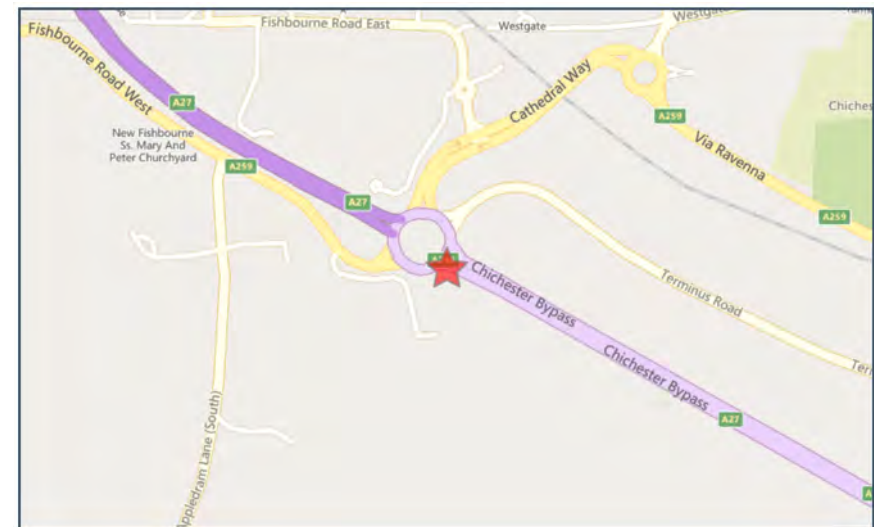 Fishbourne Road East
Westgate
Westgate
Fishbourne Road West
A27
Cathedral Way
A259
Chiches
New Fishbourne
Ss. Mary And
Peter Churchyard
A259
Via Ravenna
A27
A259
Chichester Bypass
Terminus Road
Chichester Bypass
Appledram Lane (South)
A27